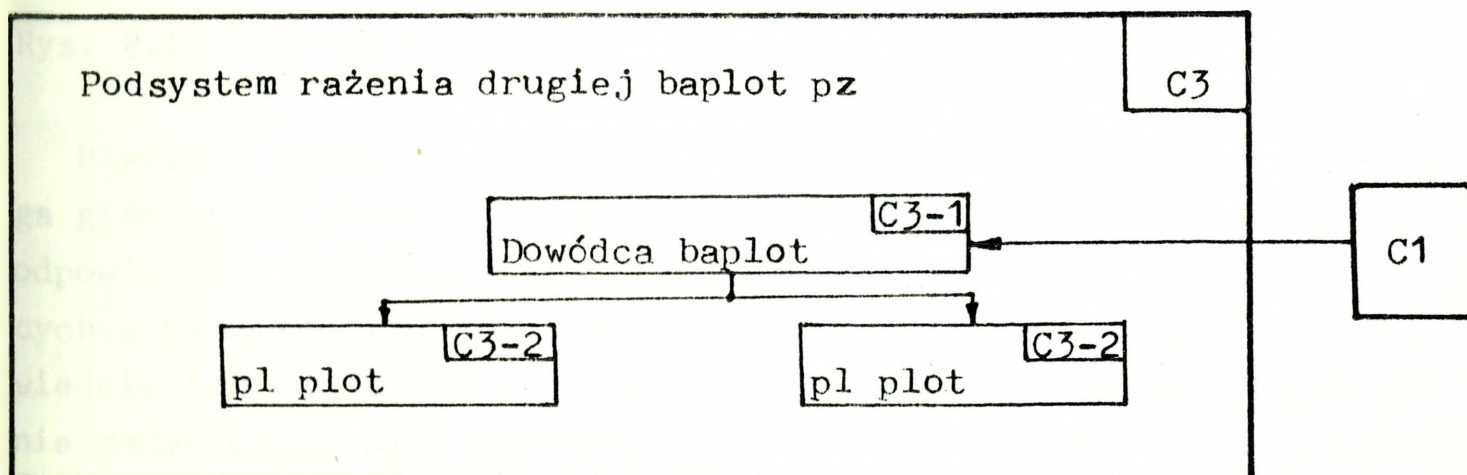 Podsystem rażenia drugiej baplot pz
C3
C3-1
Dowódca baplot
C1
C3-2
pl plot
C3-2
pl plot